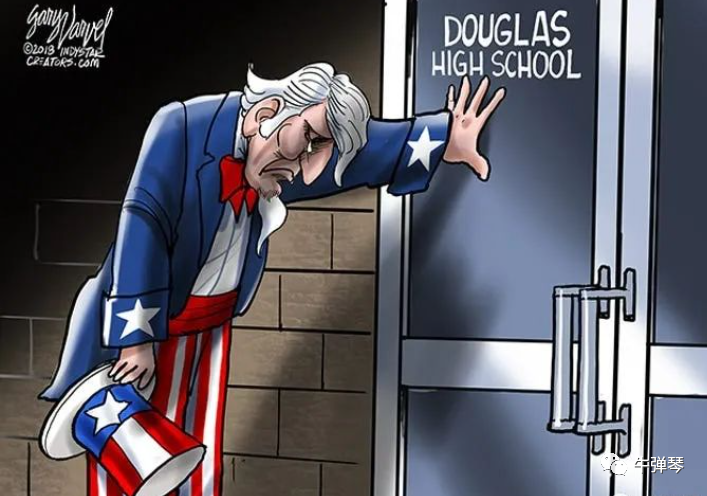 Gary Varvel
©2018 INDYSTAR
CREATORS.COM
DOUGLAS
HIGH SCHOOL
牛弹琴